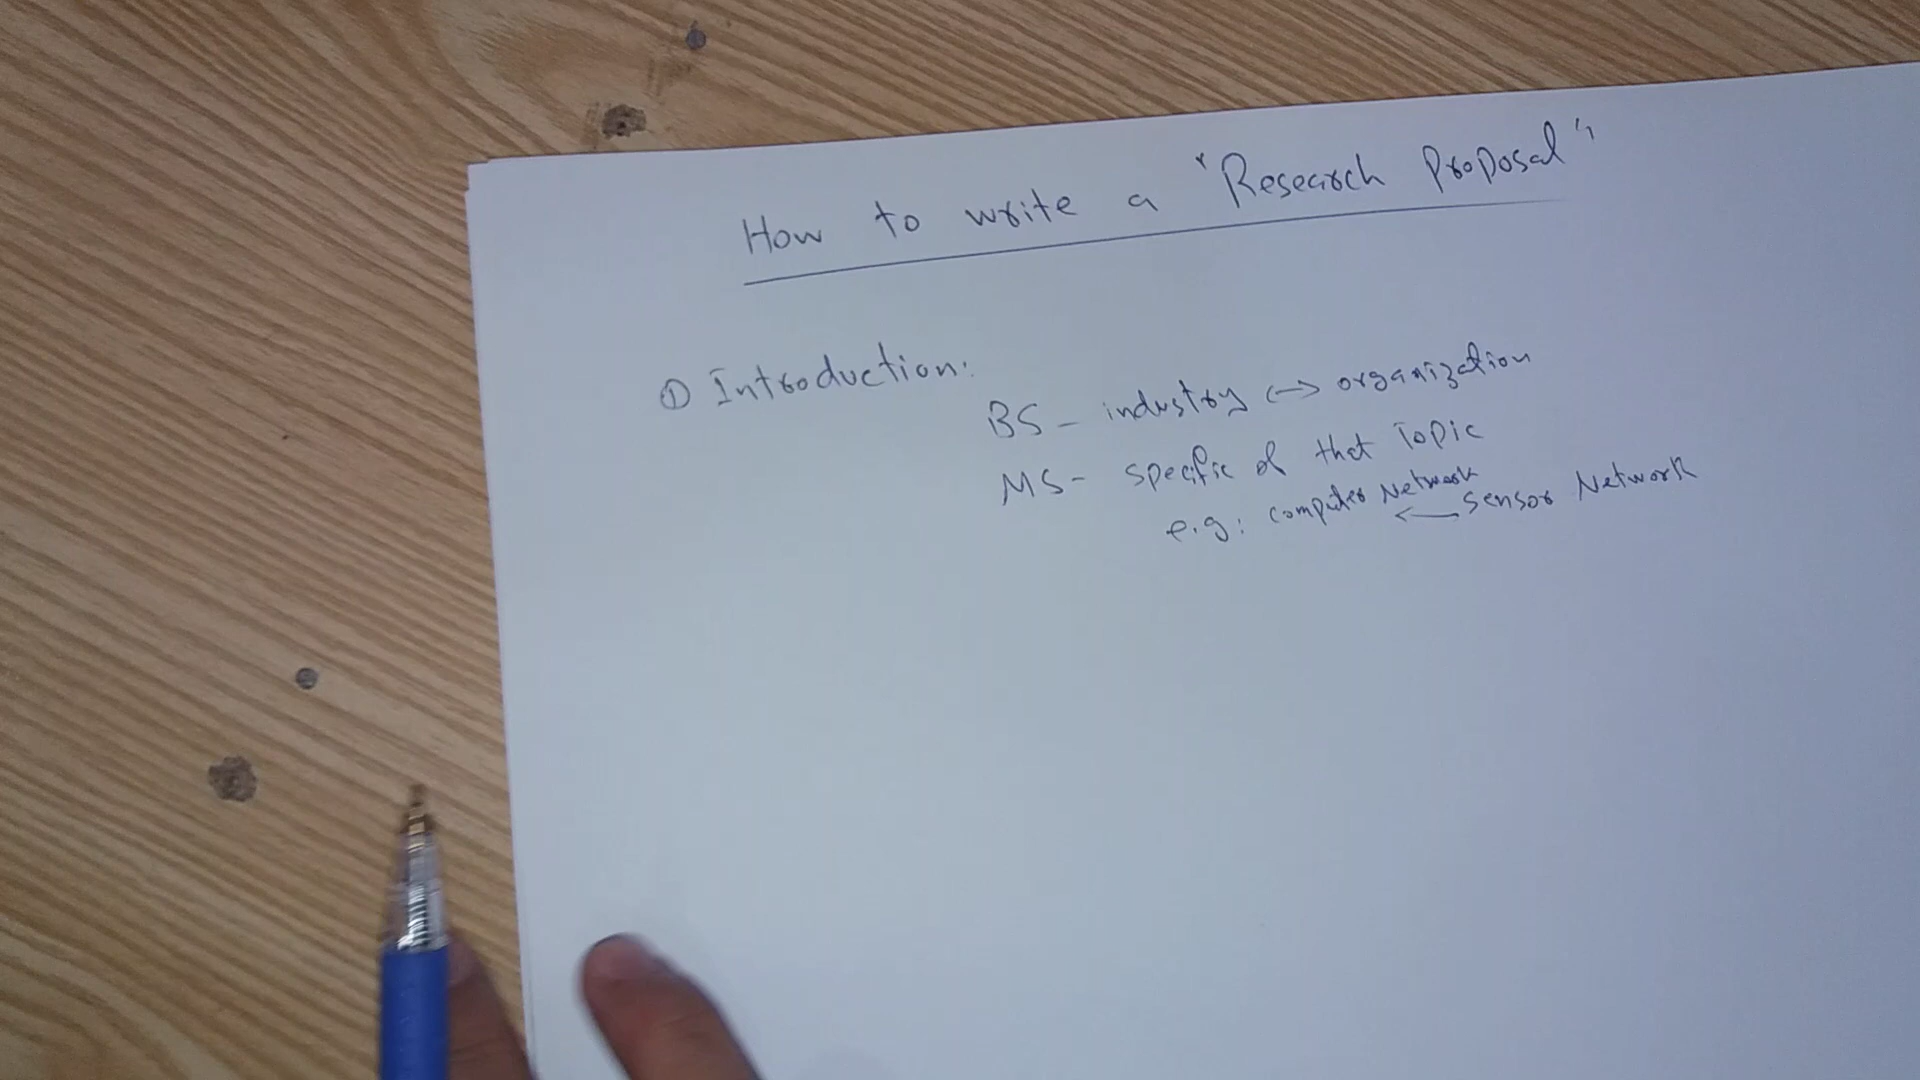 How to write a "Research Proposal"
① Introduction:
BS - industry ↔ organization
MS - specific of that Topic
e.g: computer Network ← Sensor Network